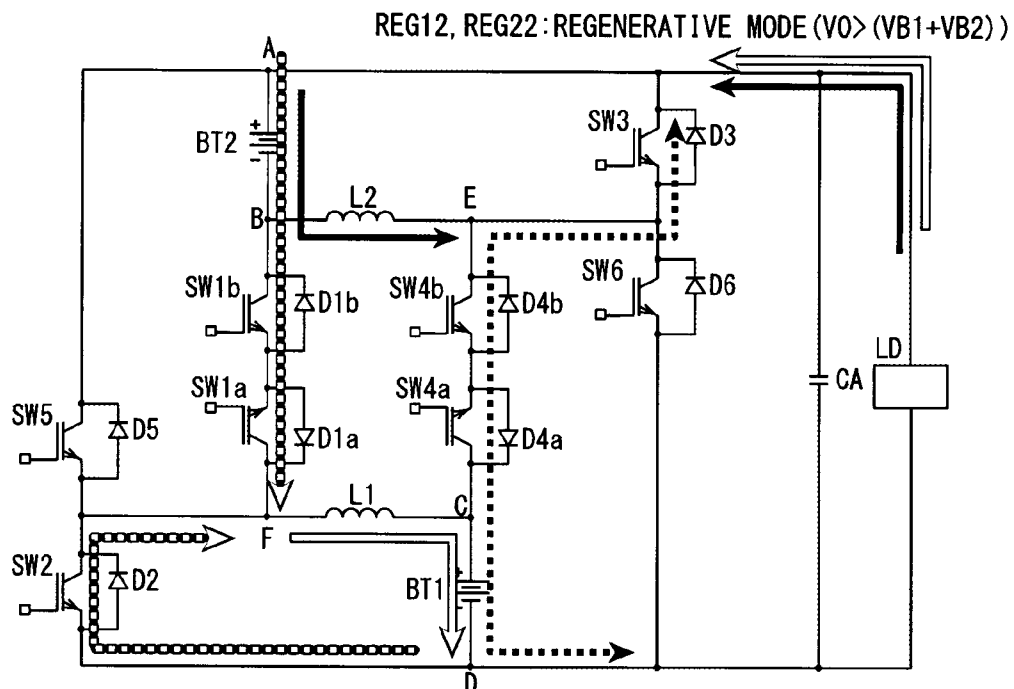 REG12, REG22:REGENERATIVE MODE(V0>(VB1+VB2))
A
SW3
D3
BT2
+
-
L2
E
B
SW1b
D1b
SW4b
D4b
SW6
D6
LD
CA
SW1a
D1a
SW4a
D4a
SW5
D5
L1
C
F
SW2
D2
BT1
+
-
D